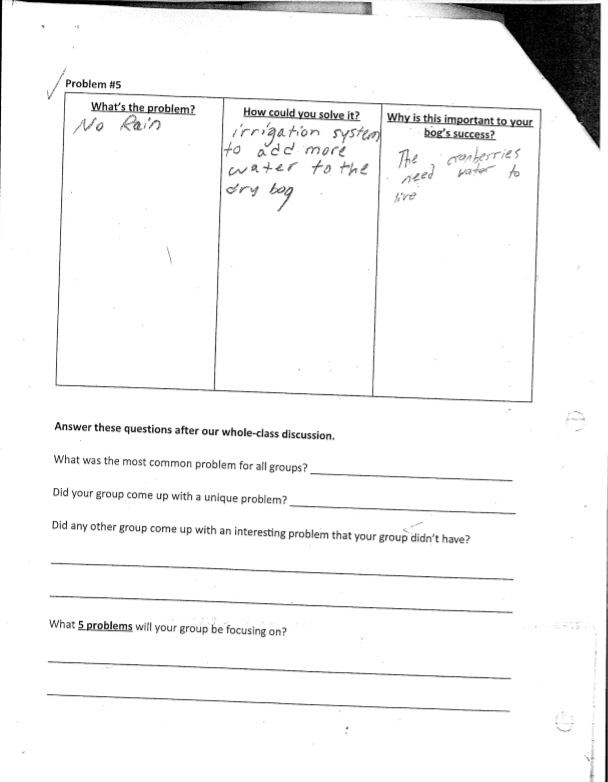 Problem #5
What's the problem?
No Rain
How could you solve it?
irrigation system
to add more
water to the
dry bog
Why is this important to your
bog's success?
The cranberries
need water to
live
Answer these questions after our whole-class discussion.
What was the most common problem for all groups?
Did your group come up with a unique problem?
Did any other group come up with an interesting problem that your group didn't have?
What 5 problems will your group be focusing on?